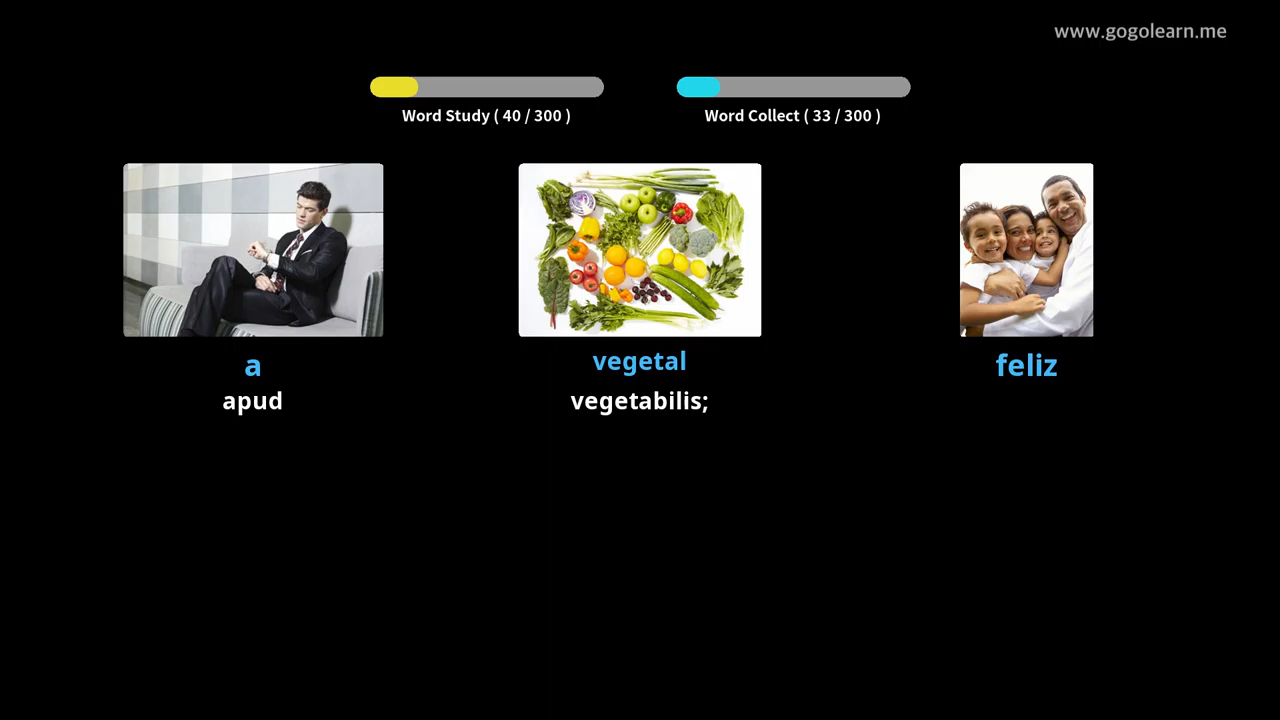 www.gogolearn.me
Word Study ( 40 / 300 )
Word Collect ( 33 / 300 )
a
vegetal
feliz
apud
vegetabilis;